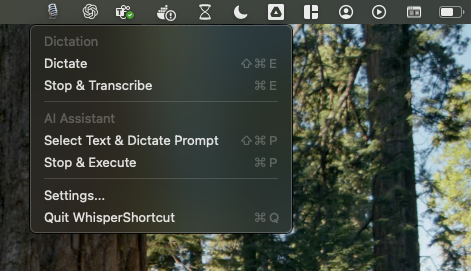 Dictation
Dictate ⇧⌘E
Stop & Transcribe ⌘E
AI Assistant
Select Text & Dictate Prompt ⇧⌘P
Stop & Execute ⌘P
Settings...
Quit WhisperShortcut ⌘Q